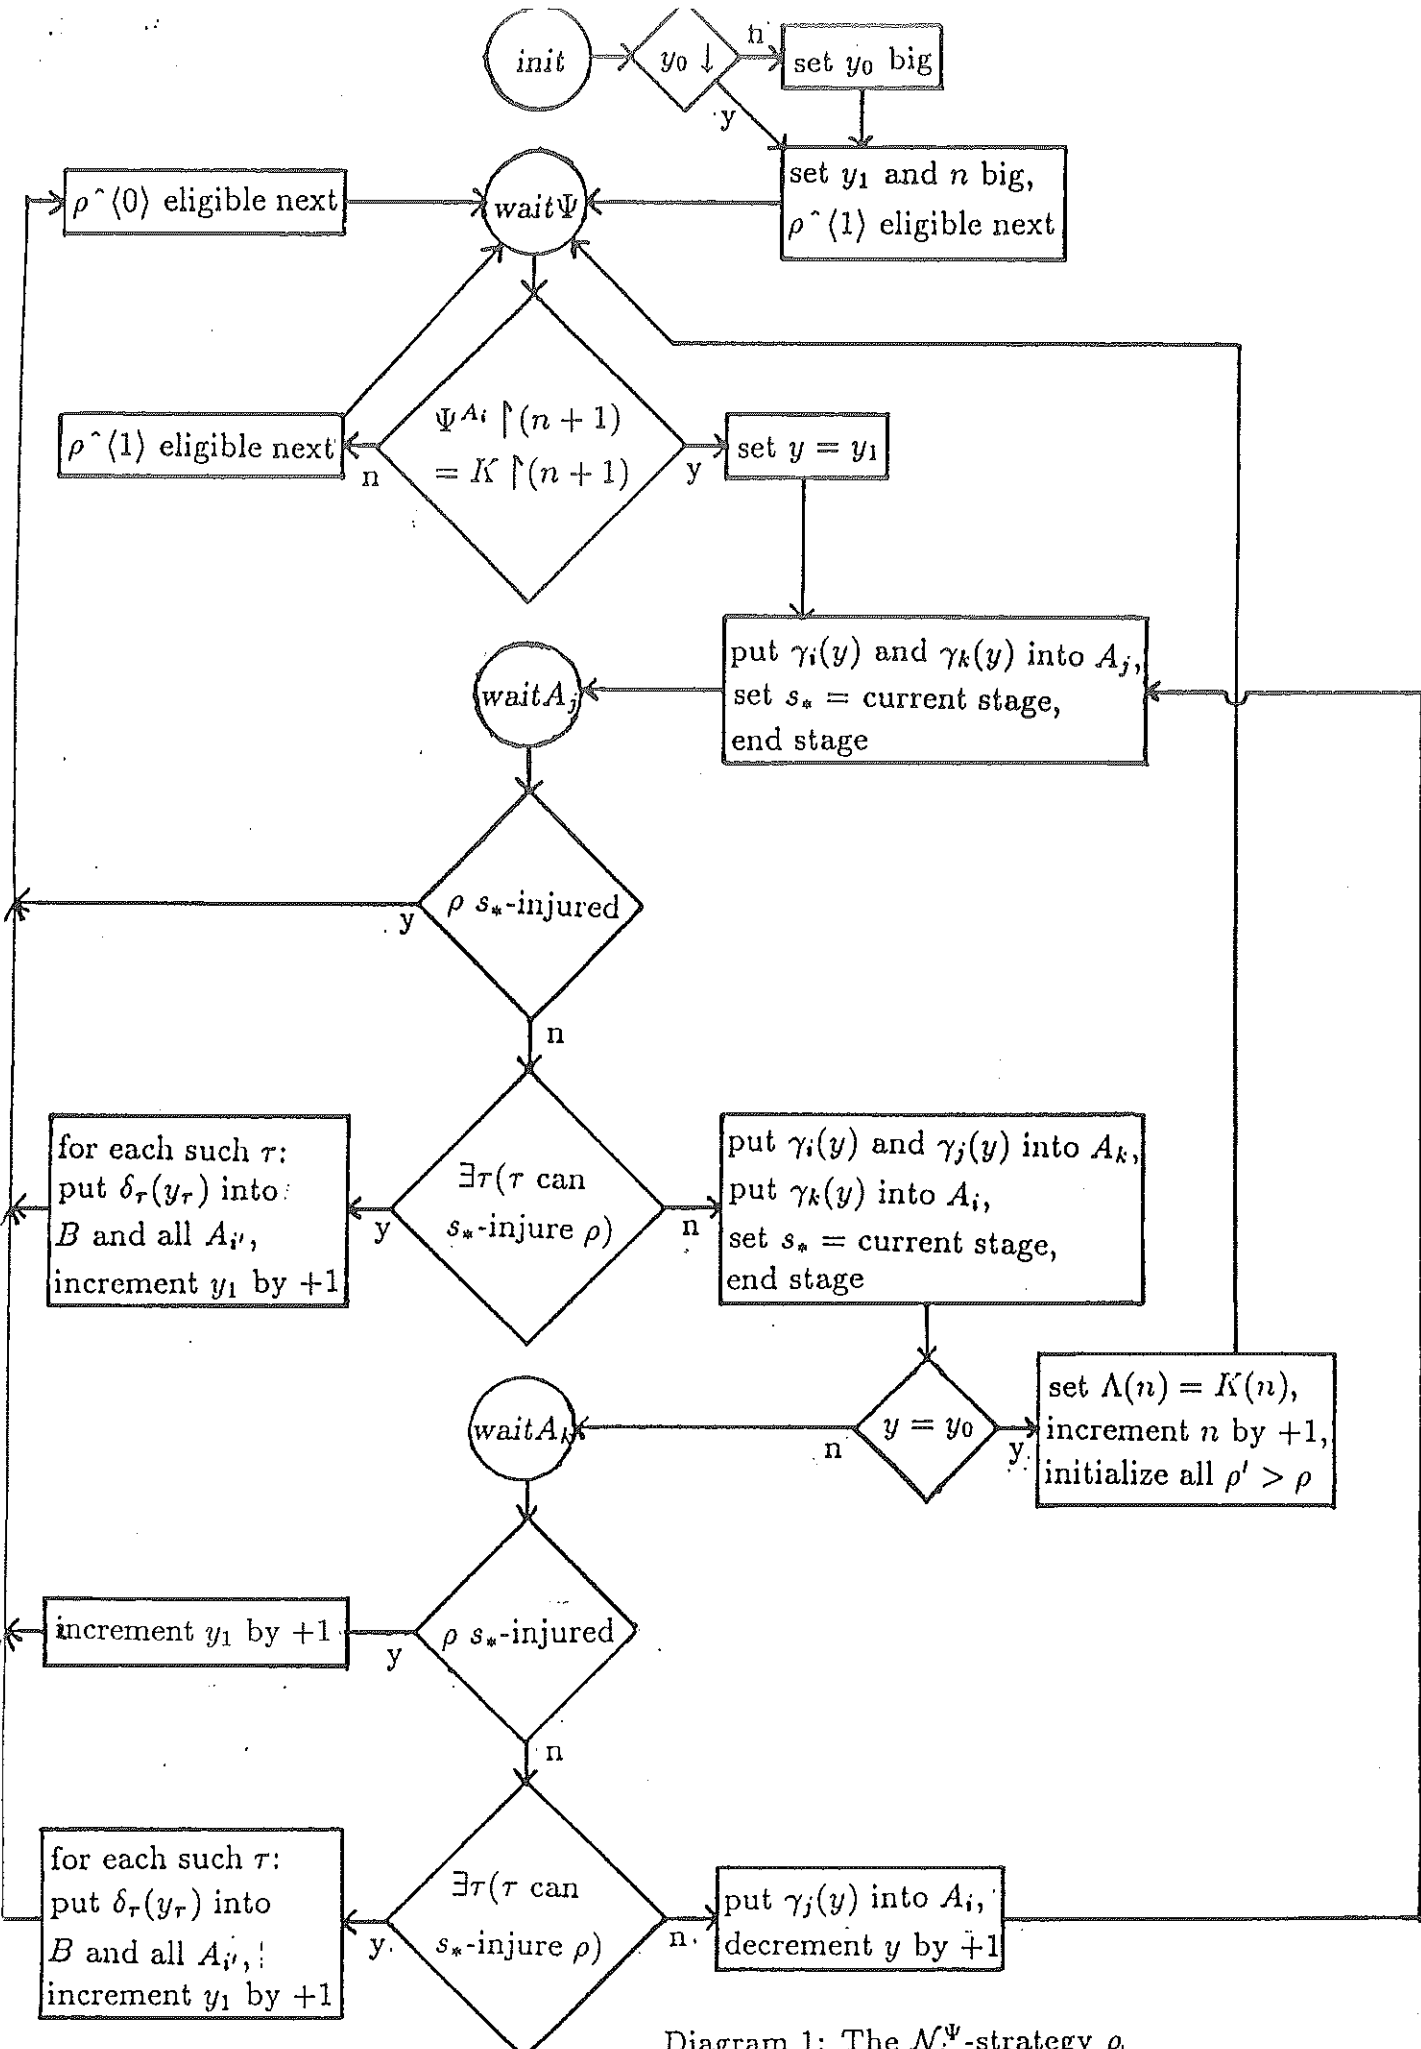 init
y₀ ↓
n
set y₀ big
y
set y₁ and n big,
ρˆ⟨1⟩ eligible next
ρˆ⟨0⟩ eligible next
waitΨ
ρˆ⟨1⟩ eligible next
n
Ψ^{A_i} ↾(n + 1)
= K ↾(n + 1)
y
set y = y₁
put γ_i(y) and γ_k(y) into A_j,
set s_* = current stage,
end stage
waitA_j
ρ s_*-injured
y
n
for each such τ:
put δ_τ(y_τ) into
B and all A_{i′},
increment y₁ by +1
y
∃τ(τ can
s_*-injure ρ)
n
put γ_i(y) and γ_j(y) into A_k,
put γ_k(y) into A_i,
set s_* = current stage,
end stage
waitA_k
n
y = y₀
y
set Λ(n) = K(n),
increment n by +1,
initialize all ρ′ > ρ
increment y₁ by +1
y
ρ s_*-injured
n
for each such τ:
put δ_τ(y_τ) into
B and all A_{i′},
increment y₁ by +1
y
∃τ(τ can
s_*-injure ρ)
n
put γ_j(y) into A_i,
decrement y by +1
Diagram 1: The 𝒩_i^Ψ-strategy ρ